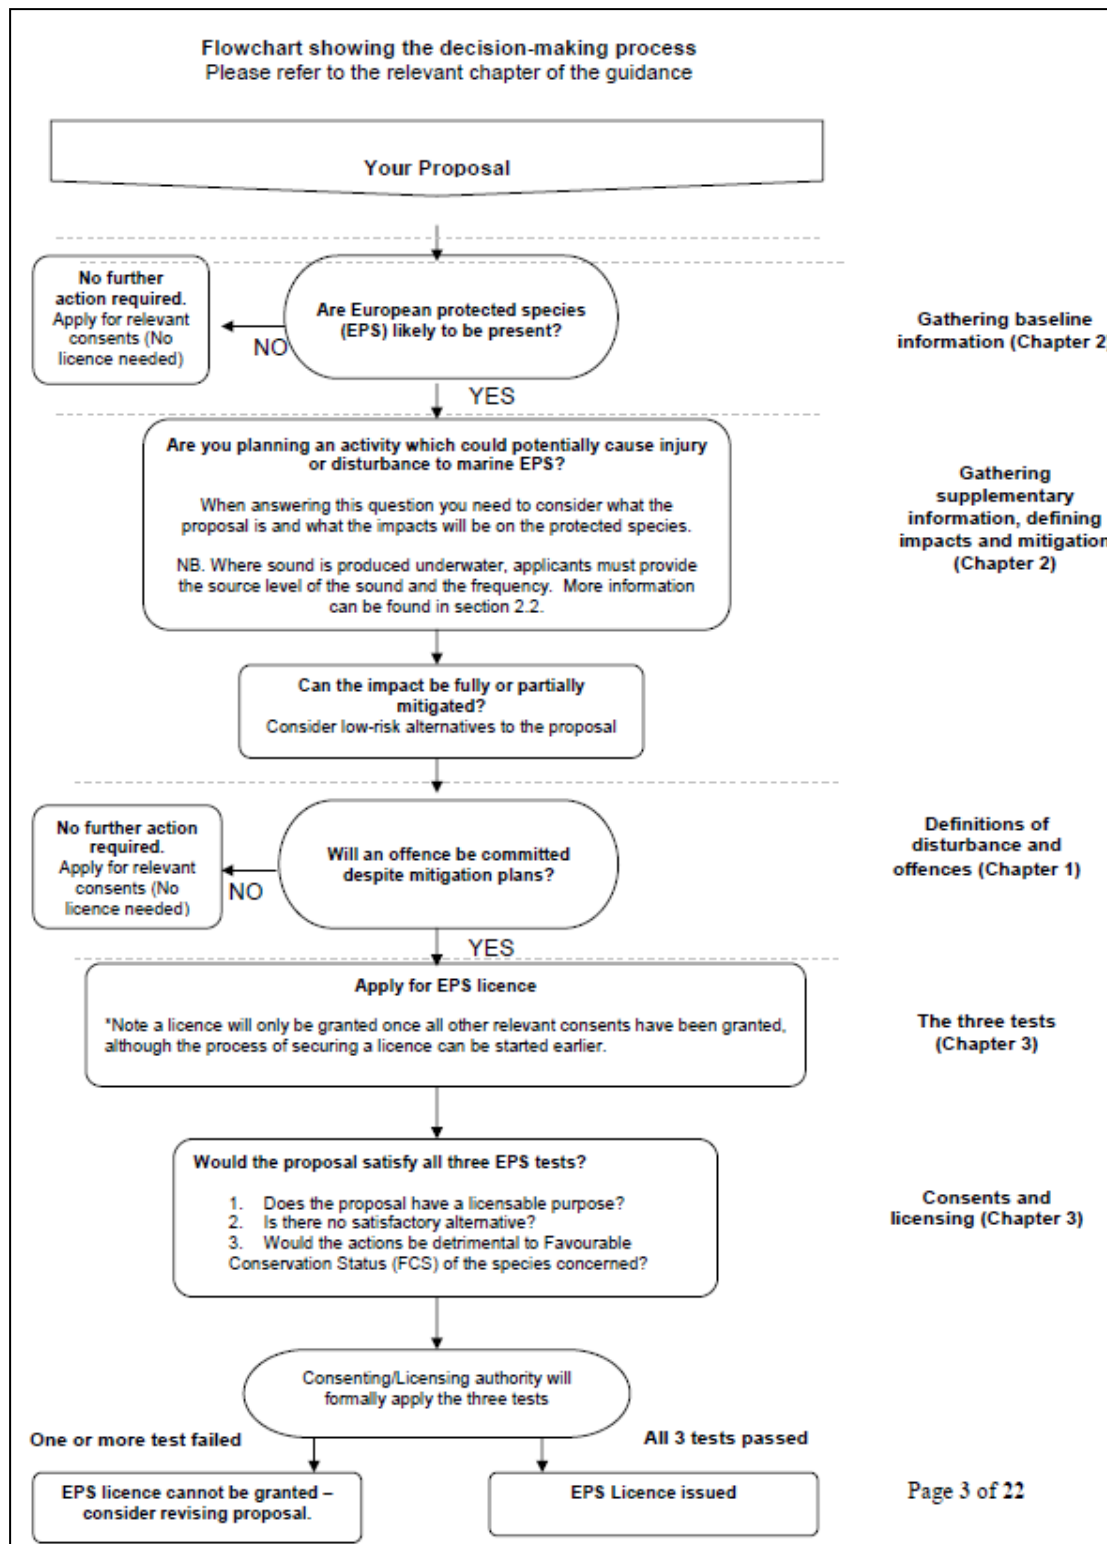 Flowchart showing the decision-making process
Please refer to the relevant chapter of the guidance
Your Proposal
No further
action required.
Apply for relevant
consents (No
licence needed)
NO
Are European protected species
(EPS) likely to be present?
Gathering baseline
information (Chapter 2)
YES
Are you planning an activity which could potentially cause injury
or disturbance to marine EPS?
When answering this question you need to consider what the
proposal is and what the impacts will be on the protected species.
NB. Where sound is produced underwater, applicants must provide
the source level of the sound and the frequency. More information
can be found in section 2.2.
Gathering
supplementary
information, defining
impacts and mitigation
(Chapter 2)
Can the impact be fully or partially
mitigated?
Consider low-risk alternatives to the proposal
No further action
required.
Apply for relevant
consents (No
licence needed)
NO
Will an offence be committed
despite mitigation plans?
Definitions of
disturbance and
offences (Chapter 1)
YES
Apply for EPS licence
*Note a licence will only be granted once all other relevant consents have been granted,
although the process of securing a licence can be started earlier.
The three tests
(Chapter 3)
Would the proposal satisfy all three EPS tests?
1. Does the proposal have a licensable purpose?
2. Is there no satisfactory alternative?
3. Would the actions be detrimental to Favourable
Conservation Status (FCS) of the species concerned?
Consents and
licensing (Chapter 3)
Consenting/Licensing authority will
formally apply the three tests
One or more test failed
All 3 tests passed
EPS licence cannot be granted –
consider revising proposal.
EPS Licence issued
Page 3 of 22